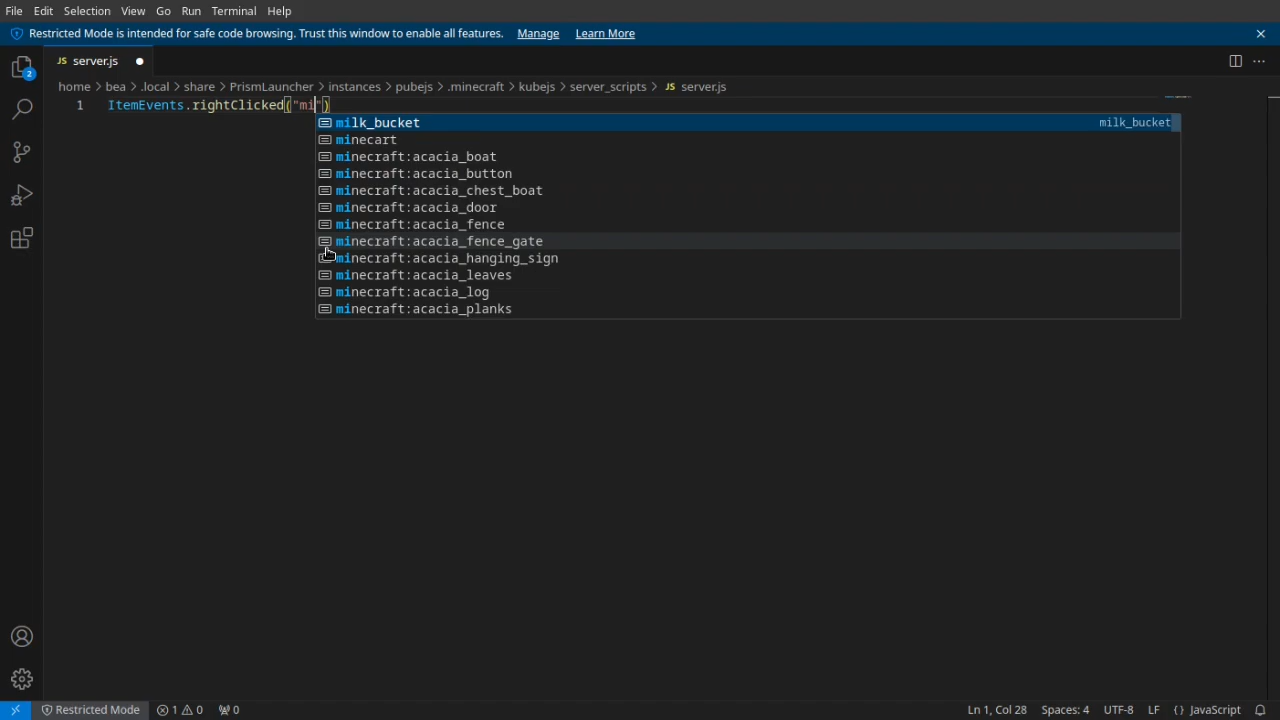 File Edit Selection View Go Run Terminal Help
Restricted Mode is intended for safe code browsing. Trust this window to enable all features. Manage Learn More
JS server.js
home > bea > .local > share > PrismLauncher > instances > pubejs > .minecraft > kubejs > server_scripts > JS server.js
1 ItemEvents.rightClicked("mi")
milk_bucket milk_bucket
minecart
minecraft:acacia_boat
minecraft:acacia_button
minecraft:acacia_chest_boat
minecraft:acacia_door
minecraft:acacia_fence
minecraft:acacia_fence_gate
minecraft:acacia_hanging_sign
minecraft:acacia_leaves
minecraft:acacia_log
minecraft:acacia_planks
2
Restricted Mode 1 0 0 Ln 1, Col 28 Spaces: 4 UTF-8 LF {} JavaScript